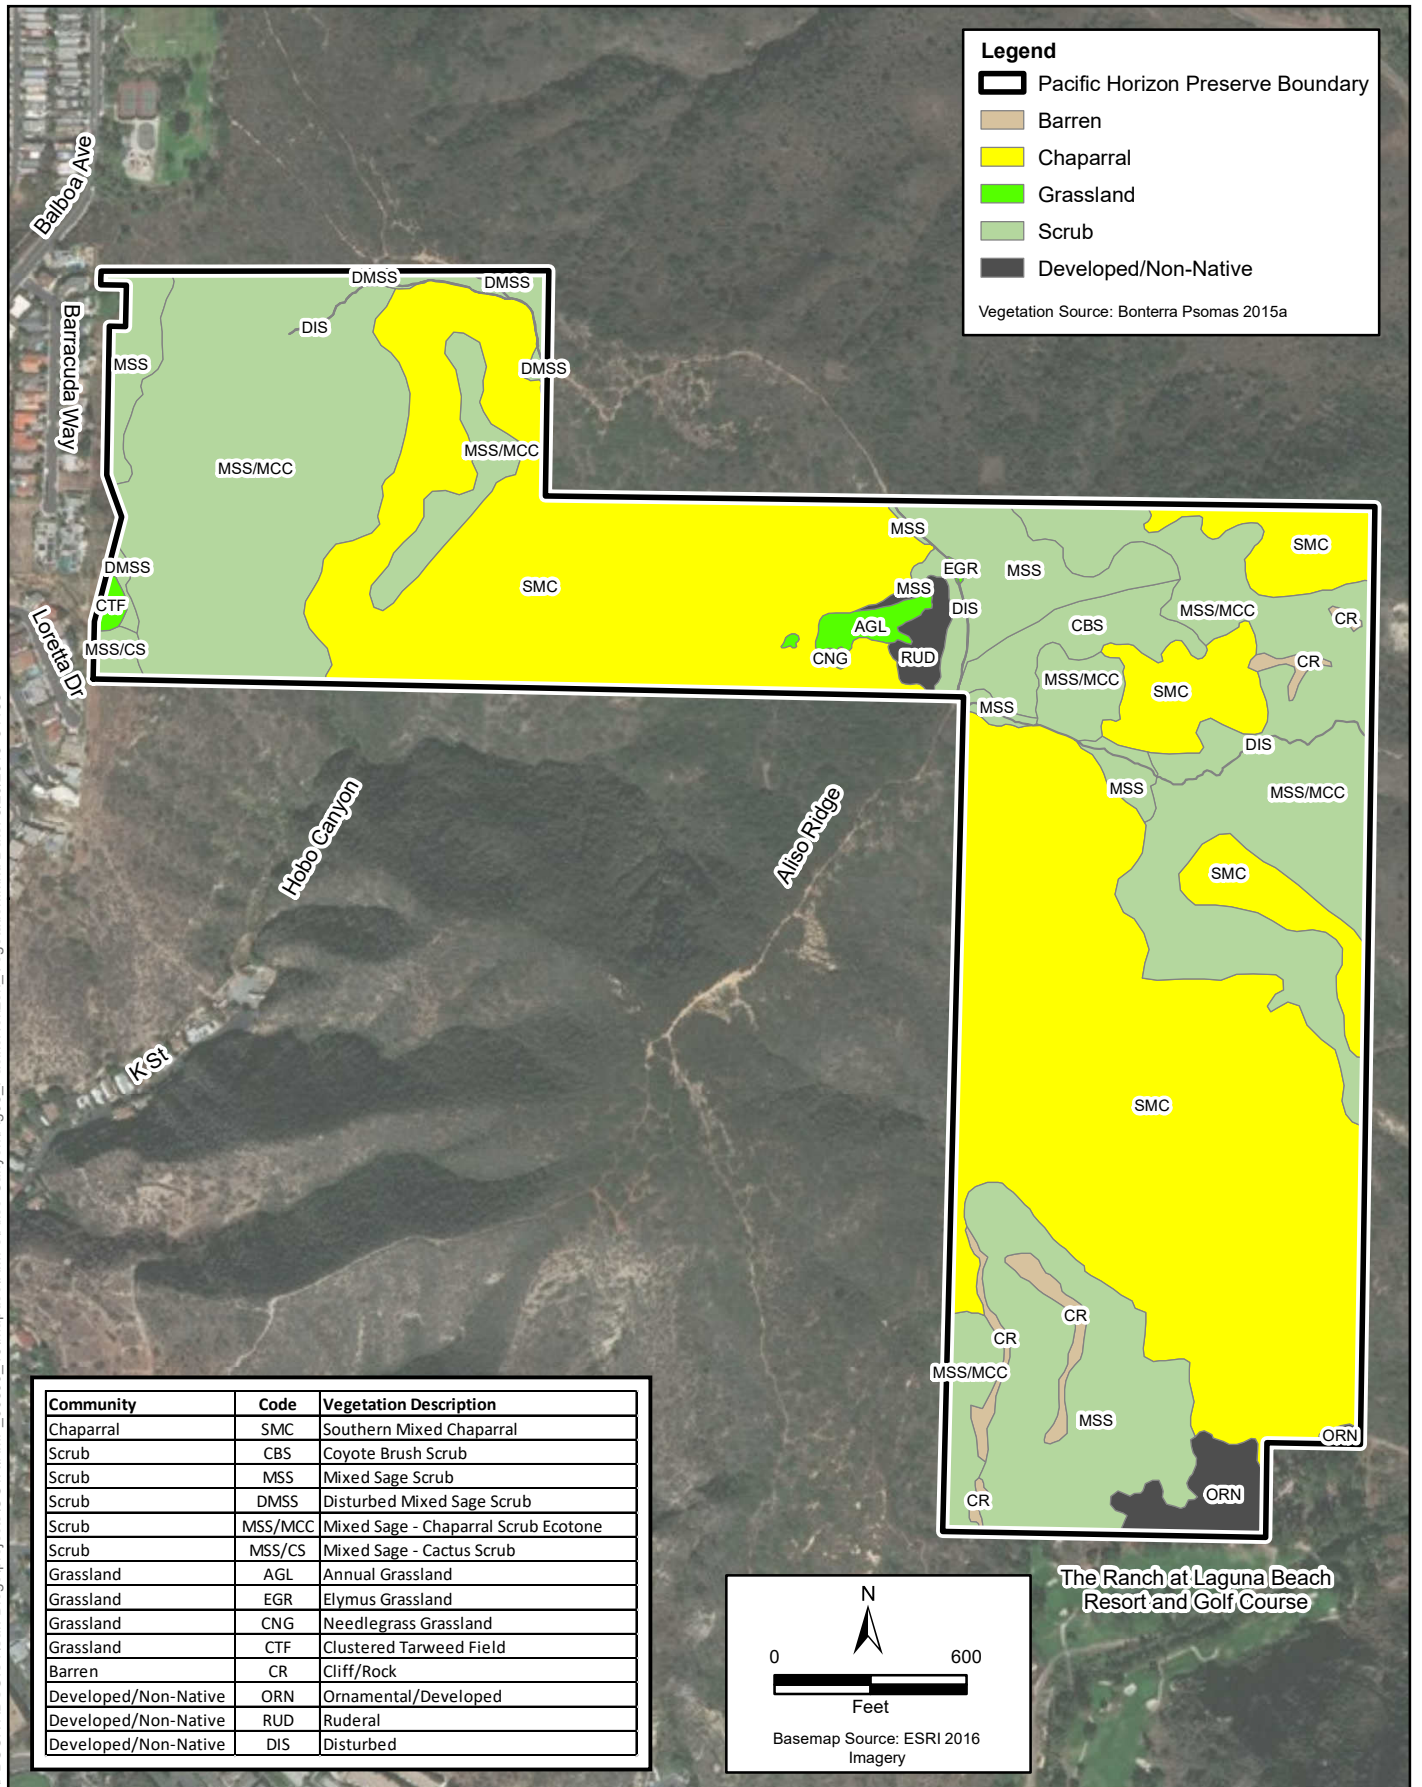 Legend
Pacific Horizon Preserve Boundary
Barren
Chaparral
Grassland
Scrub
Developed/Non-Native
Vegetation Source: Bonterra Psomas 2015a
Balboa Ave
Barracuda Way
Loretta Dr
Hobo Canyon
Aliso Ridge
K St
DMSS
DMSS
DIS
MSS
DMSS
MSS/MCC
MSS/MCC
MSS
SMC
DMSS
EGR
MSS
SMC
MSS
CTF
DIS
MSS/MCC
CR
AGL
CBS
MSS/CS
CNG
RUD
CR
MSS/MCC
SMC
MSS
DIS
MSS
MSS/MCC
SMC
SMC
CR
CR
MSS/MCC
MSS
ORN
ORN
CR
The Ranch at Laguna Beach
Resort and Golf Course
Community Code Vegetation Description
Chaparral SMC Southern Mixed Chaparral
Scrub CBS Coyote Brush Scrub
Scrub MSS Mixed Sage Scrub
Scrub DMSS Disturbed Mixed Sage Scrub
Scrub MSS/MCC Mixed Sage - Chaparral Scrub Ecotone
Scrub MSS/CS Mixed Sage - Cactus Scrub
Grassland AGL Annual Grassland
Grassland EGR Elymus Grassland
Grassland CNG Needlegrass Grassland
Grassland CTF Clustered Tarweed Field
Barren CR Cliff/Rock
Developed/Non-Native ORN Ornamental/Developed
Developed/Non-Native RUD Ruderal
Developed/Non-Native DIS Disturbed
N
0 600
Feet
Basemap Source: ESRI 2016
Imagery